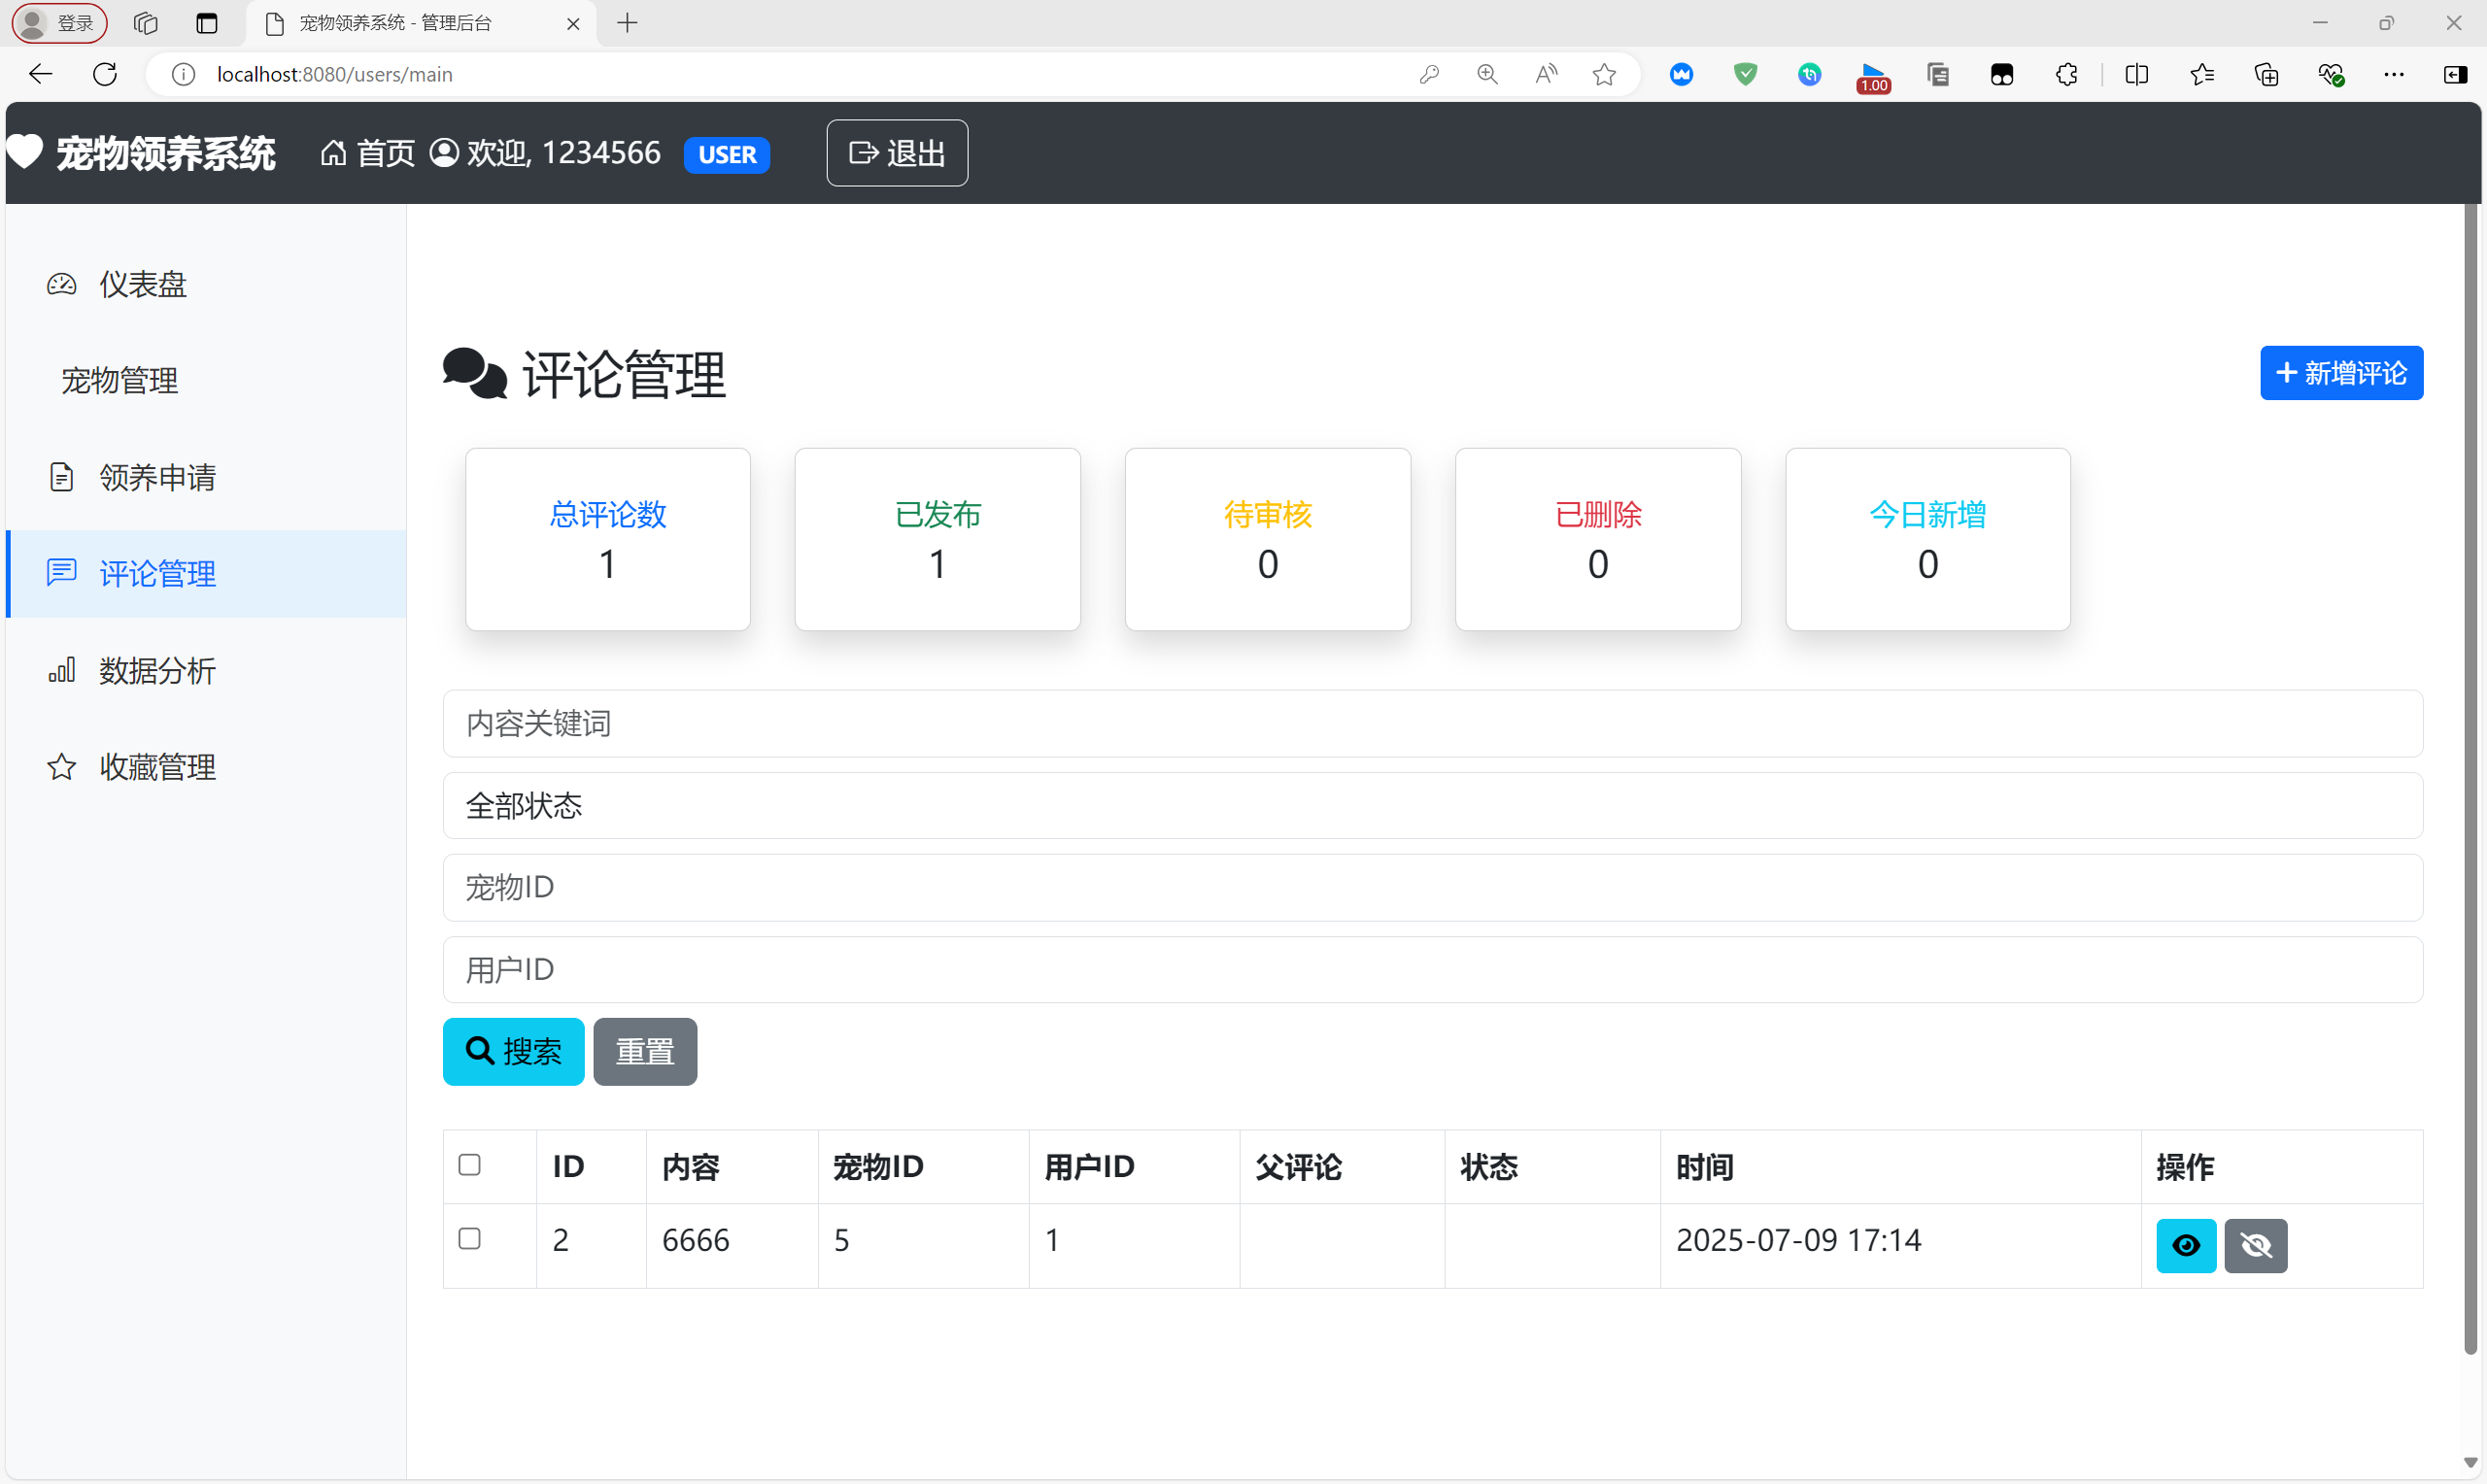 登录
宠物领养系统 - 管理后台
localhost:8080/users/main
1.00
宠物领养系统 首页 欢迎, 1234566 USER 退出
仪表盘
宠物管理
领养申请
评论管理
数据分析
收藏管理
评论管理
新增评论
总评论数 已发布 待审核 已删除 今日新增
1 1 0 0 0
内容关键词
全部状态
宠物ID
用户ID
搜索 重置
ID 内容 宠物ID 用户ID 父评论 状态 时间 操作
2 6666 5 1 2025-07-09 17:14